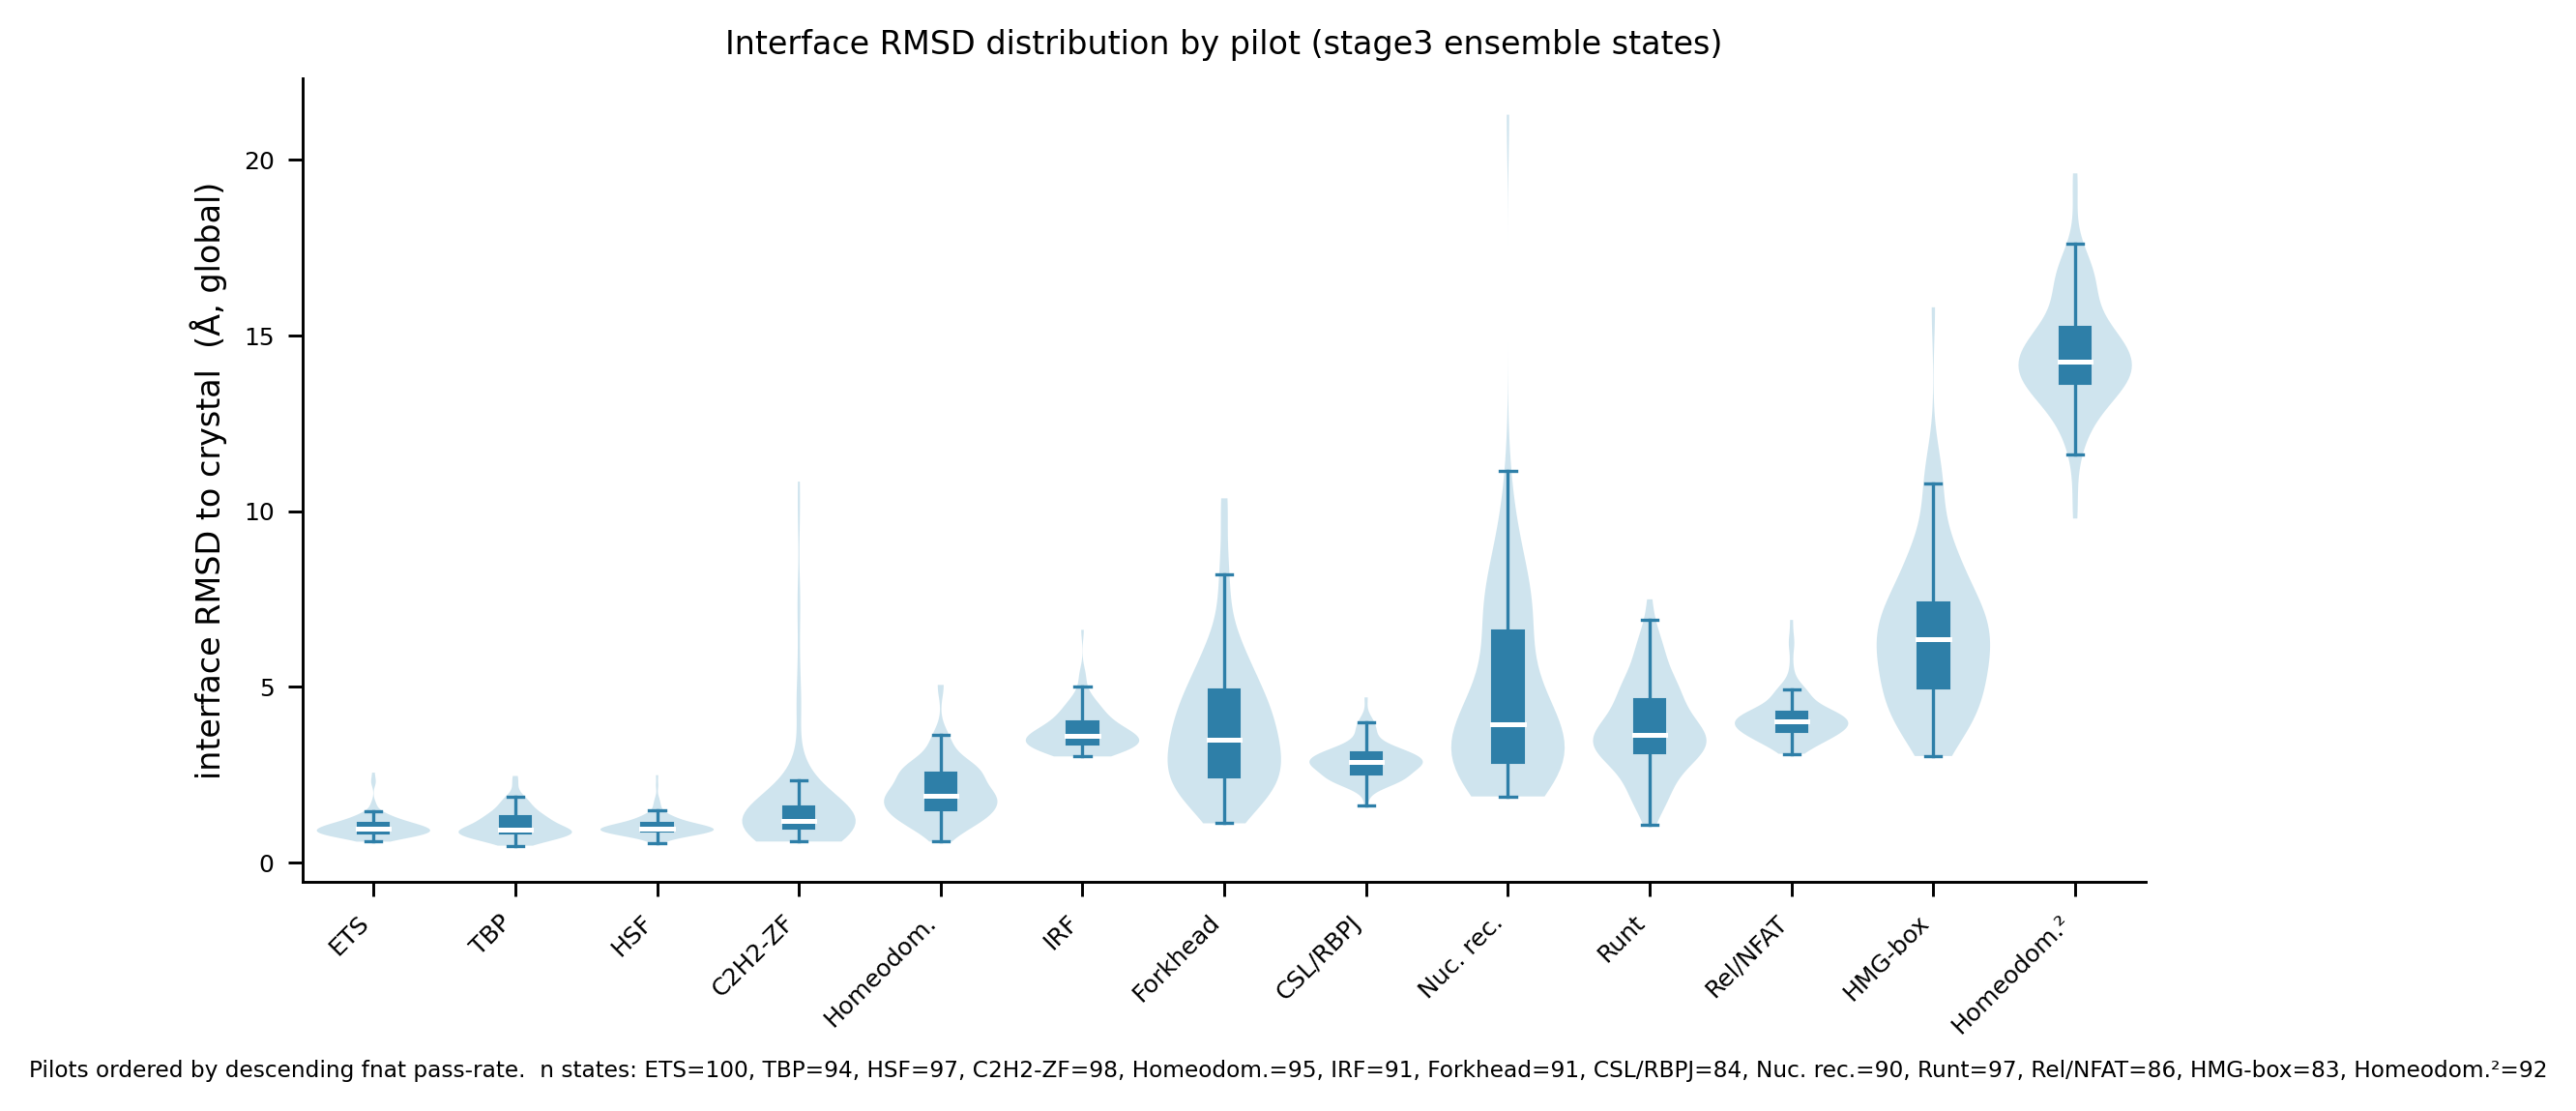 Interface RMSD distribution by pilot (stage3 ensemble states)
interface RMSD to crystal (Å, global)
20
15
10
5
0
ETS
TBP
HSF
C2H2-ZF
Homeodom.
IRF
Forkhead
CSL/RBPJ
Nuc. rec.
Runt
Rel/NFAT
HMG-box
Homeodom.²
Pilots ordered by descending fnat pass-rate. n states: ETS=100, TBP=94, HSF=97, C2H2-ZF=98, Homeodom.=95, IRF=91, Forkhead=91, CSL/RBPJ=84, Nuc. rec.=90, Runt=97, Rel/NFAT=86, HMG-box=83, Homeodom.²=92